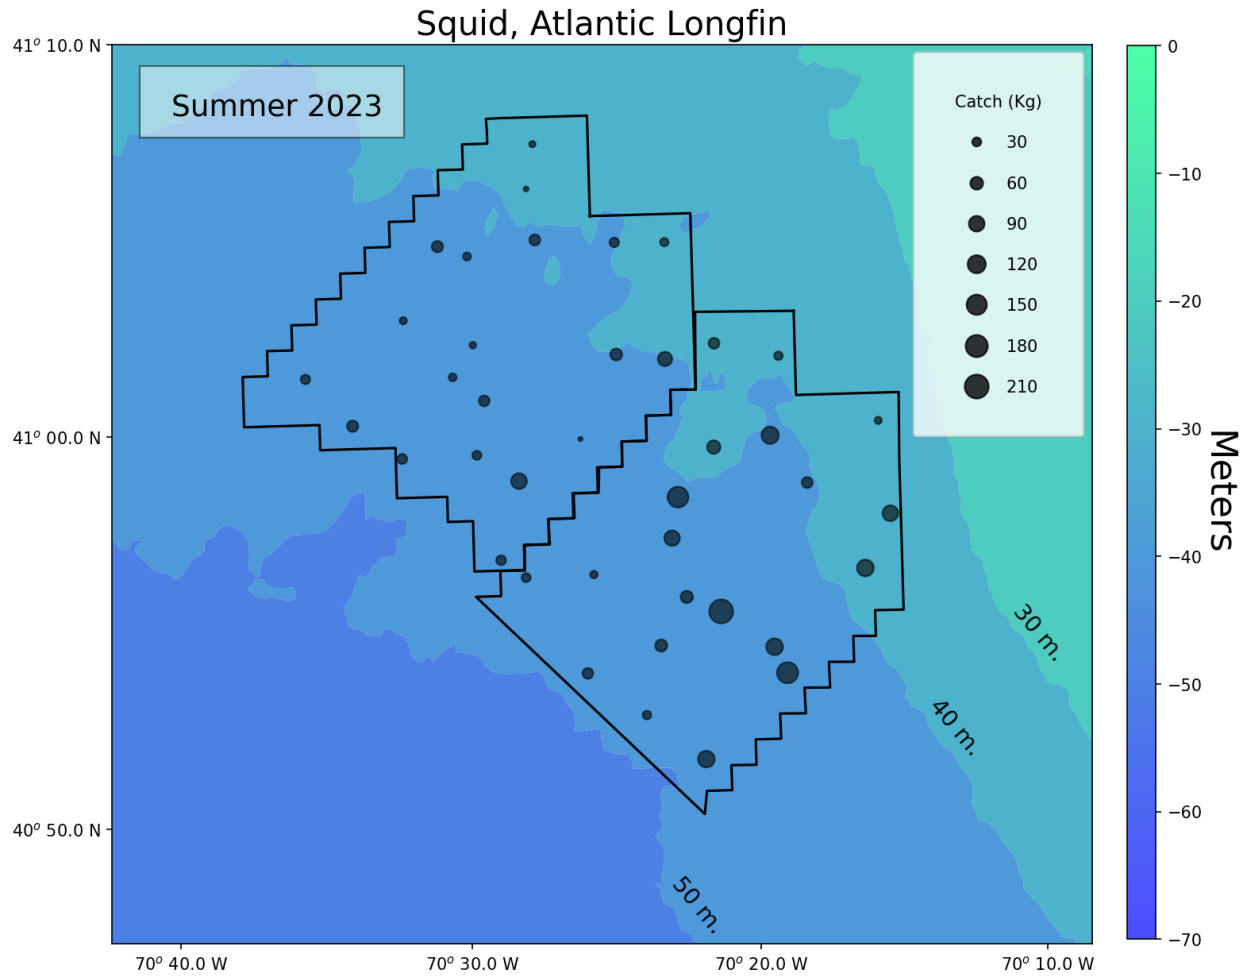 Squid, Atlantic Longfin
41° 10.0 N
Summer 2023
Catch (Kg)
30
60
90
120
150
180
210
41° 00.0 N
40° 50.0 N
30 m.
40 m.
50 m.
70° 40.0 W
70° 30.0 W
70° 20.0 W
70° 10.0 W
0
−10
−20
−30
−40
−50
−60
−70
Meters